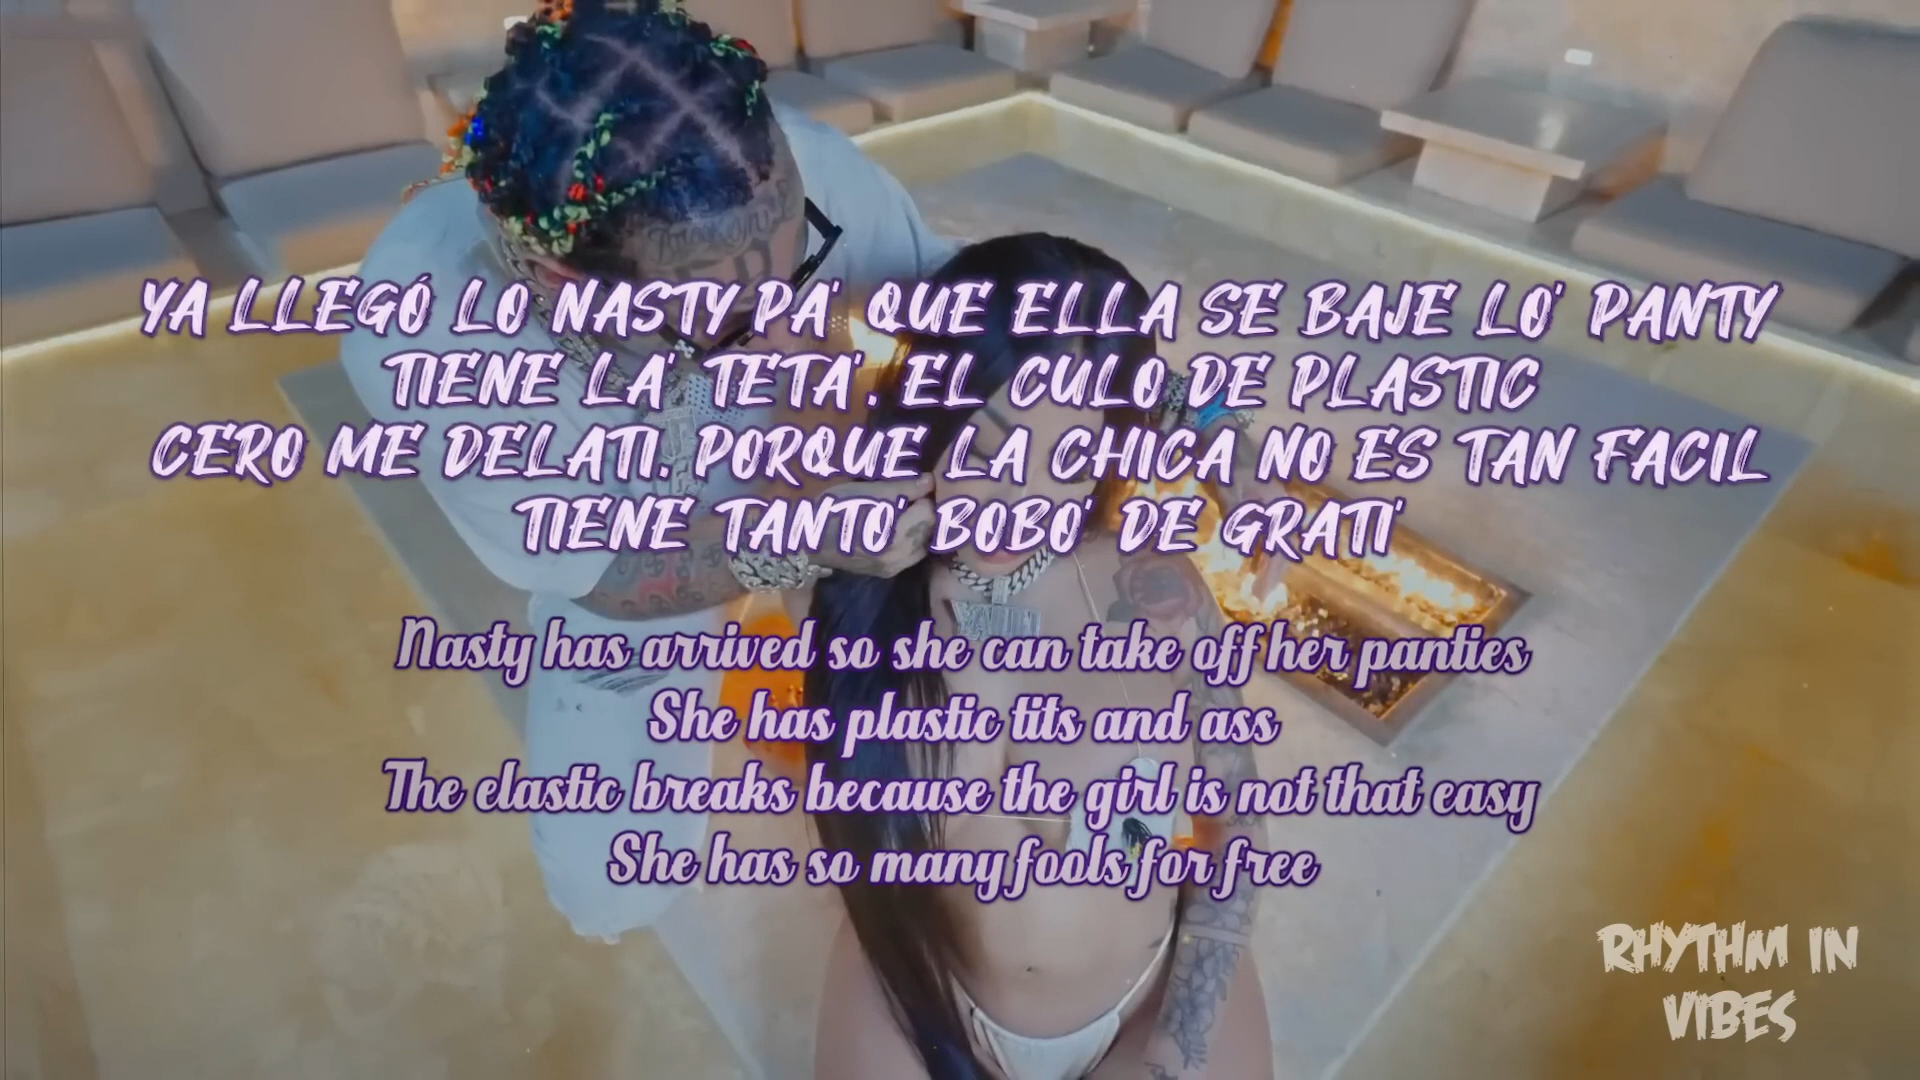 YA LLEGÓ LO NASTY PA' QUE ELLA SE BAJE LO' PANTY
TIENE LA' TETA'. EL CULO DE PLASTIC
CERO ME DELATI. PORQUE LA CHICA NO ES TAN FACIL
TIENE TANTO' BOBO' DE GRATI'
Nasty has arrived so she can take off her panties
She has plastic tits and ass
The elastic breaks because the girl is not that easy
She has so many fools for free
RHYTHM IN
VIBES